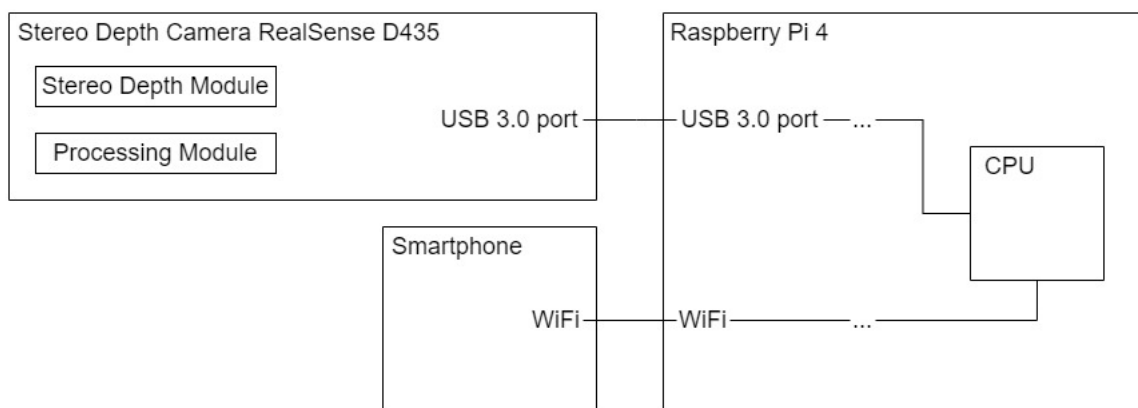 Stereo Depth Camera RealSense D435
Stereo Depth Module
Processing Module
USB 3.0 port
Raspberry Pi 4
USB 3.0 port
...
CPU
Smartphone
WiFi
WiFi
...